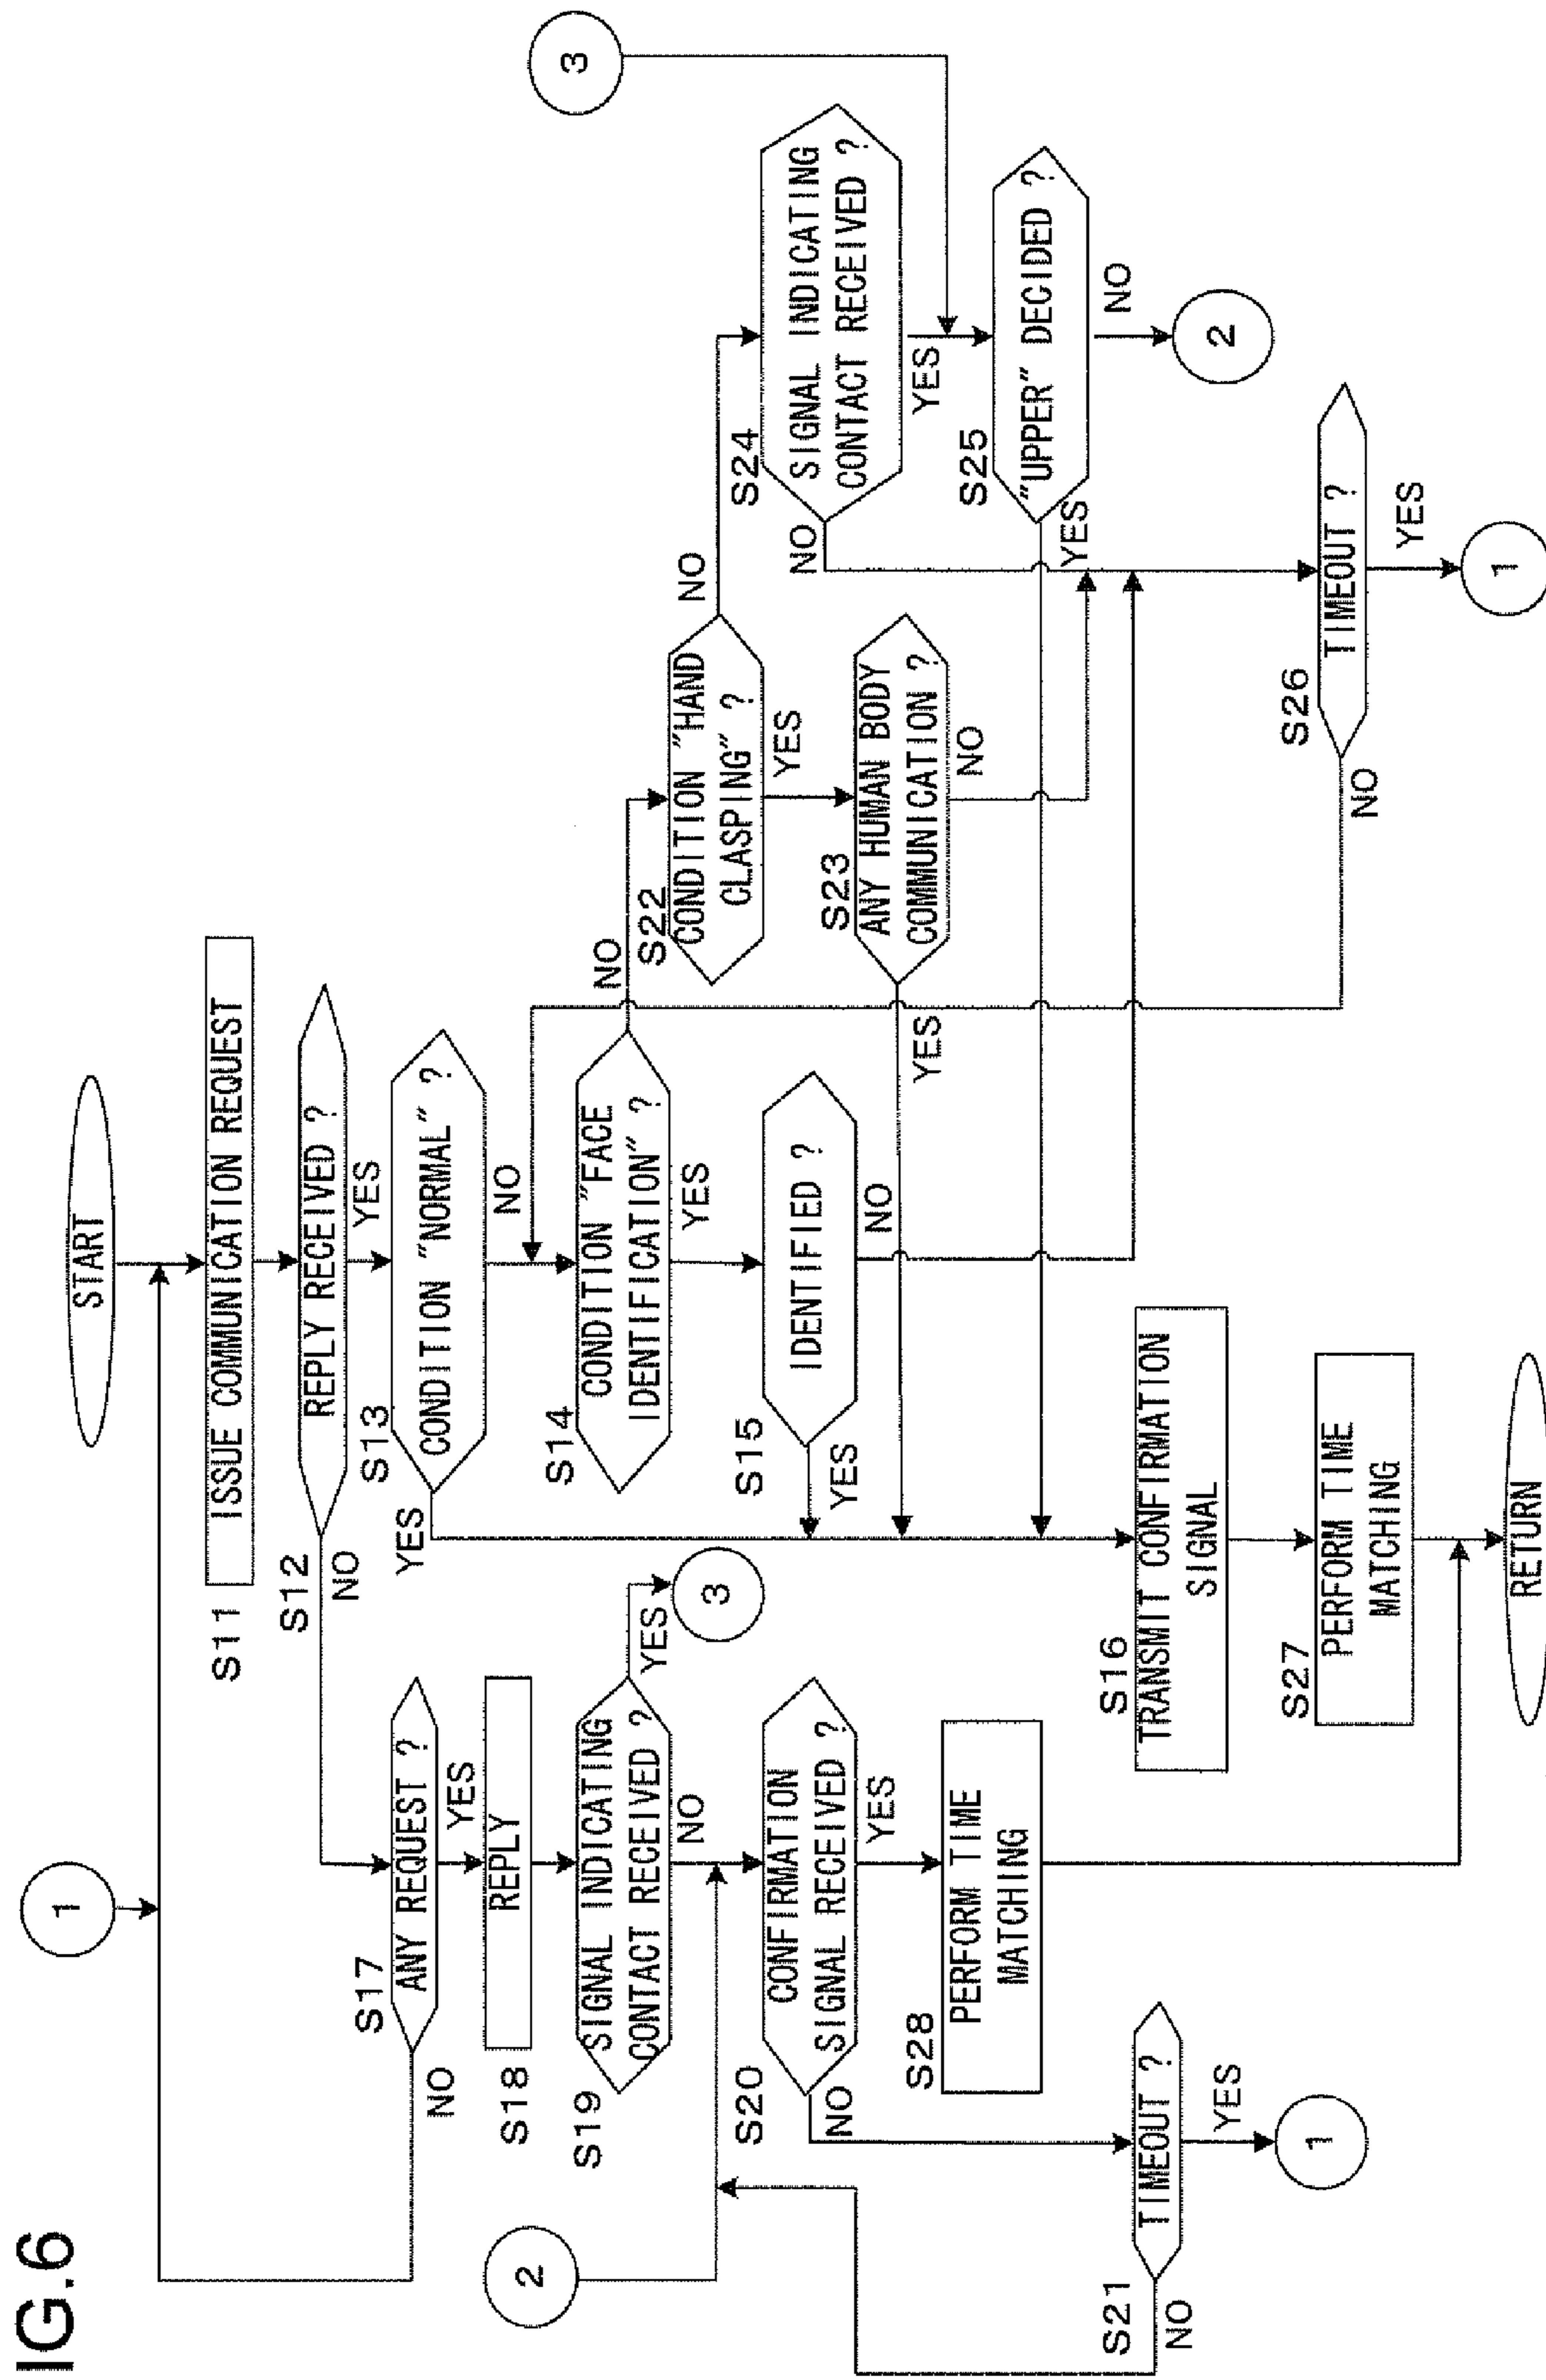 IG.6
START
1
S11
ISSUE COMMUNICATION REQUEST
S12
REPLY RECEIVED ?
NO
YES
S13
CONDITION "NORMAL" ?
YES
NO
S14
CONDITION "FACE
IDENTIFICATION" ?
NO
YES
S15
IDENTIFIED ?
YES
NO
S17
ANY REQUEST ?
NO
YES
S18
REPLY
S19
SIGNAL INDICATING
CONTACT RECEIVED ?
YES
3
NO
2
S20
CONFIRMATION
SIGNAL RECEIVED ?
NO
YES
S28
PERFORM TIME
MATCHING
S21
TIMEOUT ?
NO
YES
1
S16
TRANSMIT CONFIRMATION
SIGNAL
S27
PERFORM TIME
MATCHING
RETURN
S22
CONDITION "HAND
CLASPING" ?
NO
YES
S23
ANY HUMAN BODY
COMMUNICATION ?
YES
NO
3
S24
SIGNAL INDICATING
CONTACT RECEIVED ?
NO
YES
S25
"UPPER" DECIDED ?
YES
NO
2
S26
TIMEOUT ?
NO
YES
1